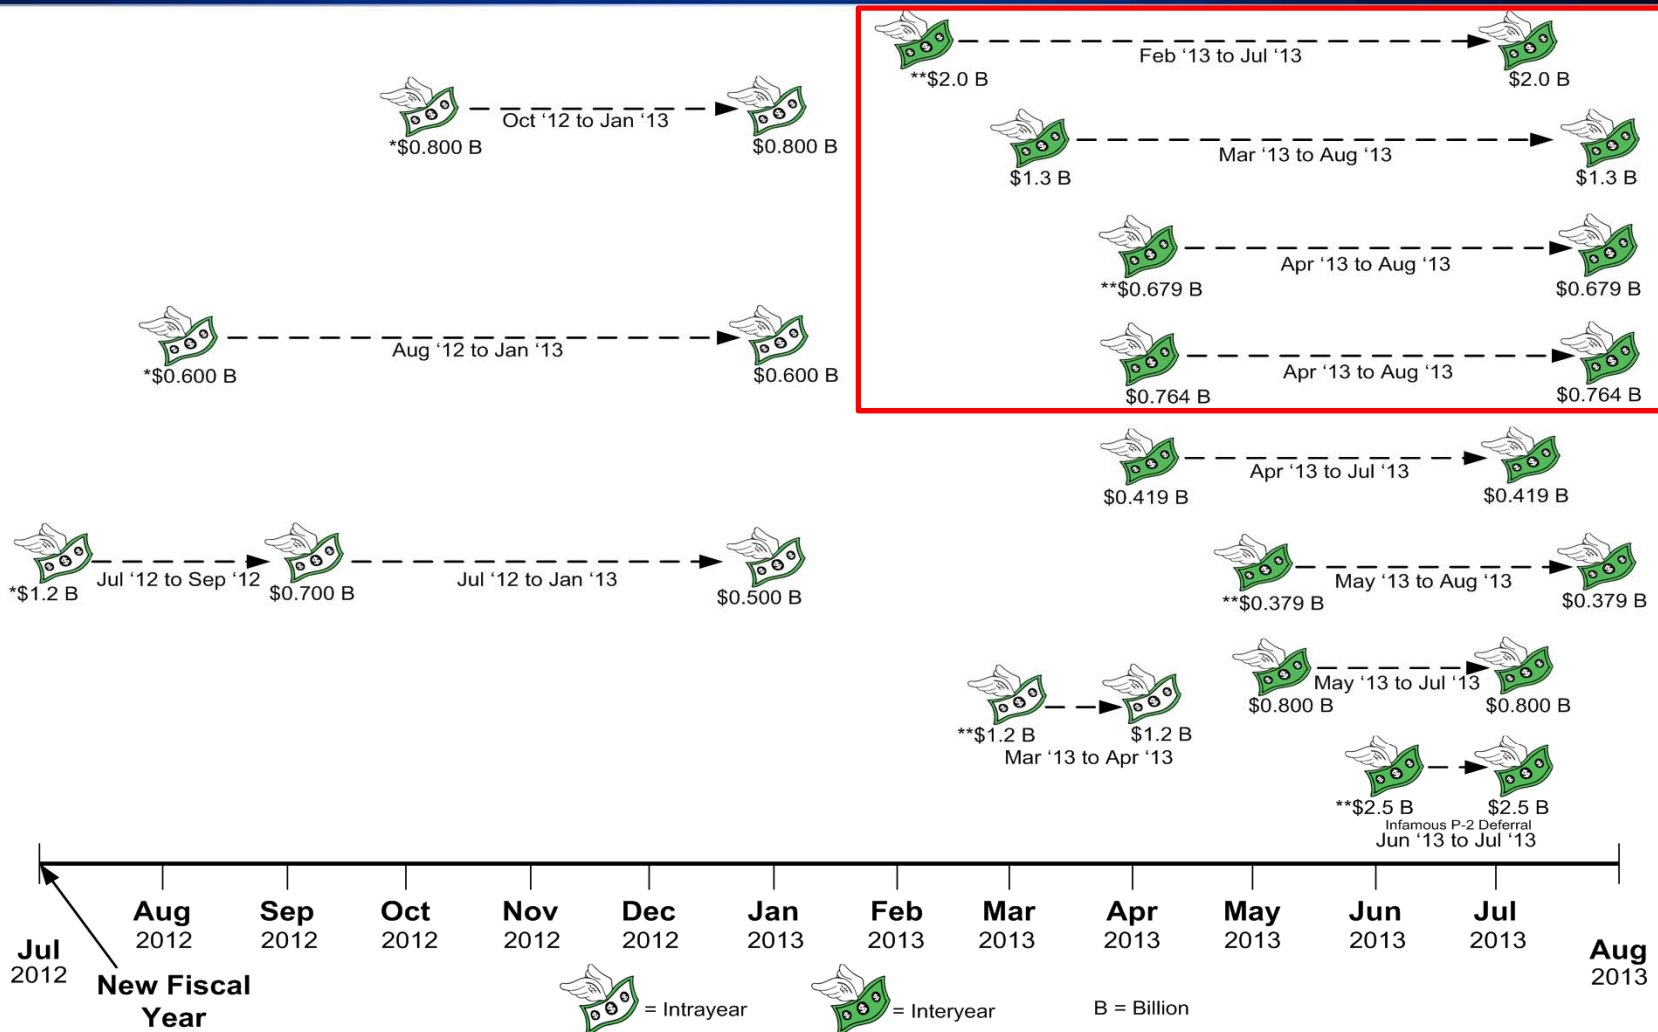 Feb ‘13 to Jul ‘13
**$2.0 B
$2.0 B
Oct ‘12 to Jan ‘13
*$0.800 B
$0.800 B
Mar ‘13 to Aug ‘13
$1.3 B
$1.3 B
Apr ‘13 to Aug ‘13
**$0.679 B
$0.679 B
Aug ‘12 to Jan ‘13
*$0.600 B
$0.600 B
Apr ‘13 to Aug ‘13
$0.764 B
$0.764 B
Apr ‘13 to Jul ‘13
$0.419 B
$0.419 B
Jul ‘12 to Sep ‘12
Jul ‘12 to Jan ‘13
*$1.2 B
$0.700 B
$0.500 B
May ‘13 to Aug ‘13
**$0.379 B
$0.379 B
May ‘13 to Jul ‘13
$0.800 B
$0.800 B
**$1.2 B
$1.2 B
Mar ‘13 to Apr ‘13
**$2.5 B
$2.5 B
Infamous P-2 Deferral
Jun ‘13 to Jul ‘13
Jul
2012
Aug
2012
Sep
2012
Oct
2012
Nov
2012
Dec
2012
Jan
2013
Feb
2013
Mar
2013
Apr
2013
May
2013
Jun
2013
Jul
2013
Aug
2013
New Fiscal
Year
= Intrayear
= Interyear
B = Billion